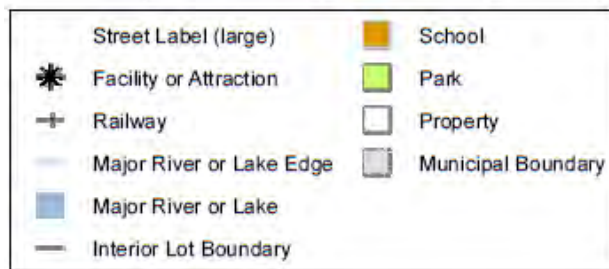 Street Label (large)
Facility or Attraction
Railway
Major River or Lake Edge
Major River or Lake
Interior Lot Boundary
School
Park
Property
Municipal Boundary